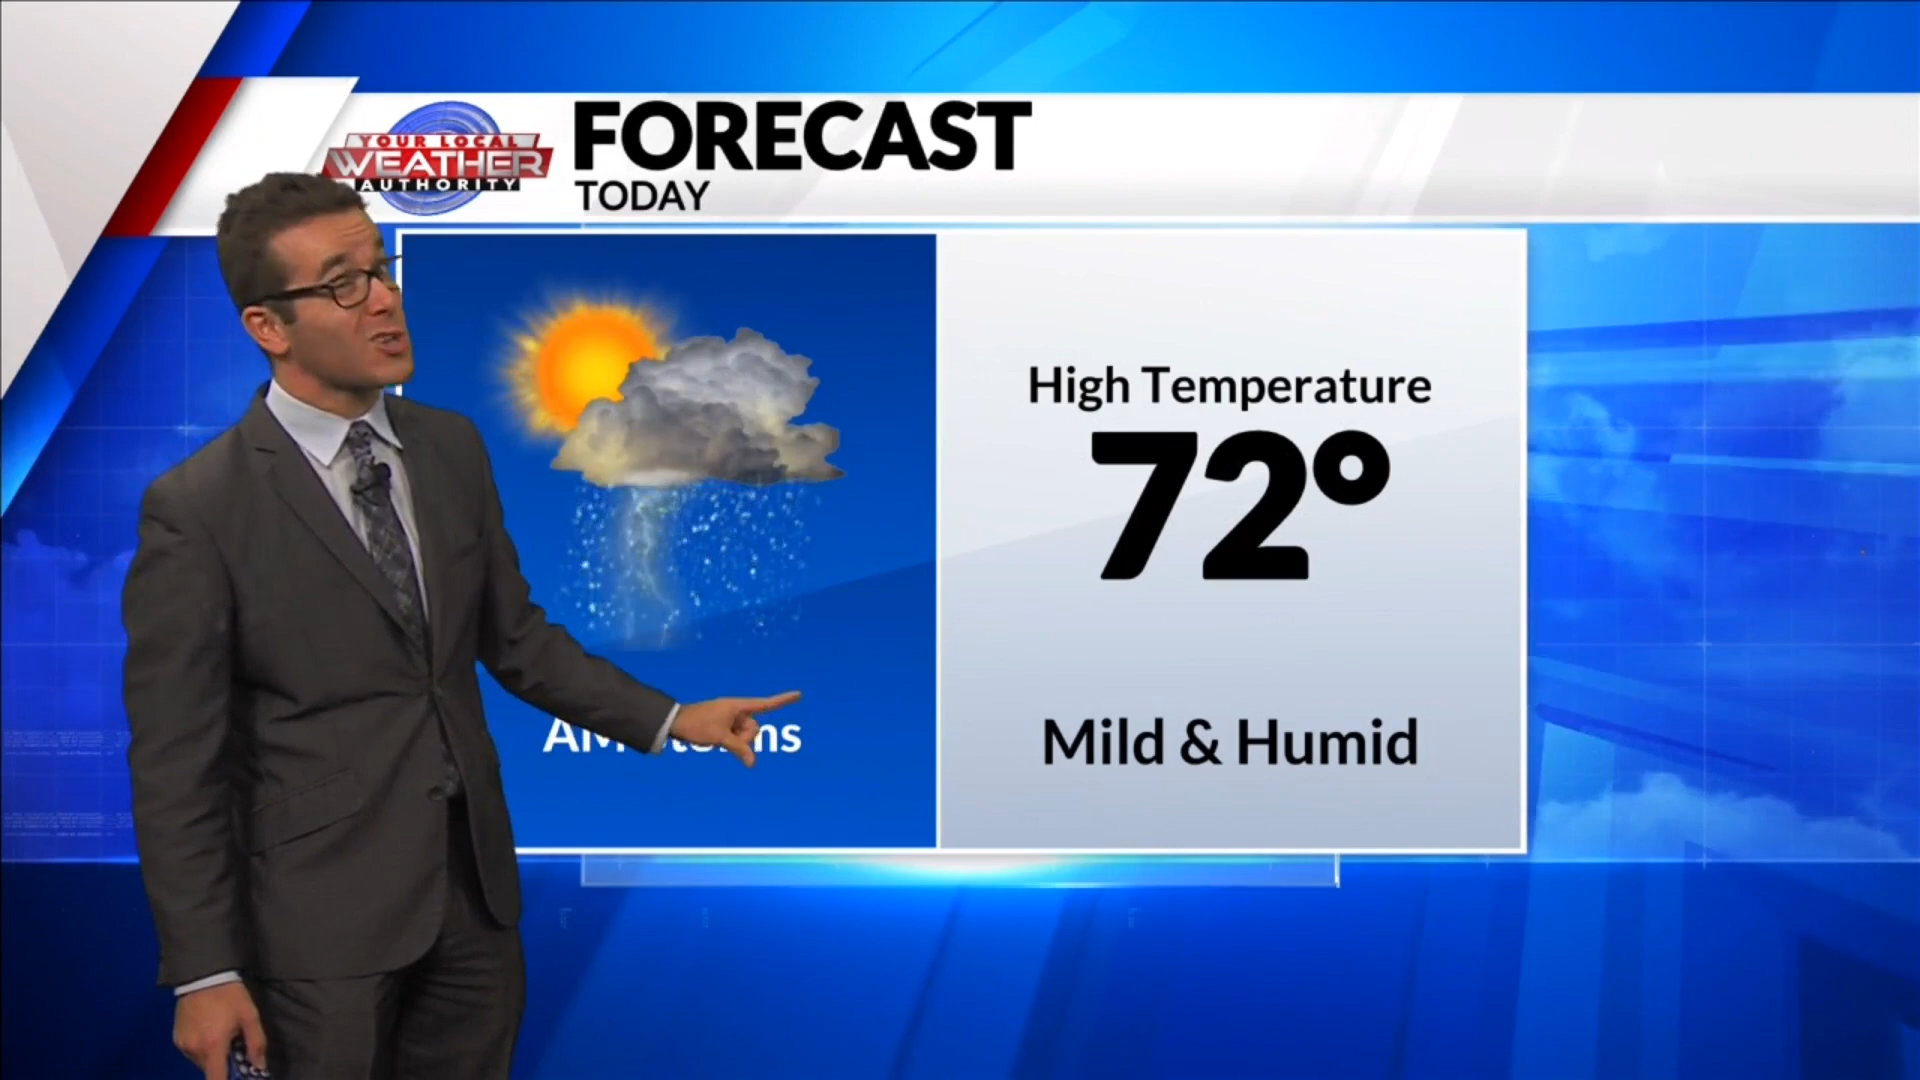 YOUR LOCAL
WEATHER
AUTHORITY
FORECAST
TODAY
High Temperature
72°
Mild & Humid